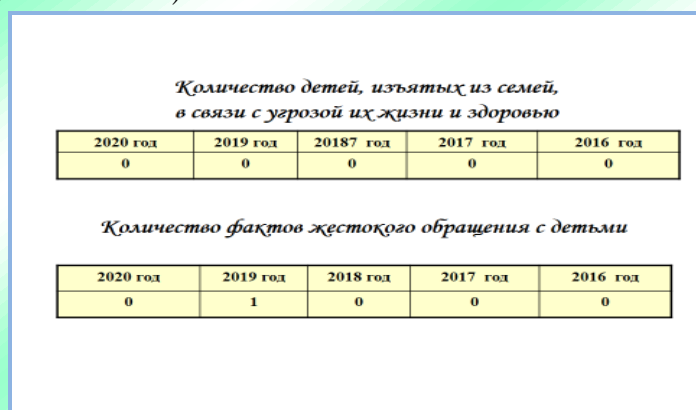 Количество детей, изъятых из семей,
в связи с угрозой их жизни и здоровью
2020 год 2019 год 20187 год 2017 год 2016 год
0 0 0 0 0
Количество фактов жестокого обращения с детьми
2020 год 2019 год 2018 год 2017 год 2016 год
0 1 0 0 0